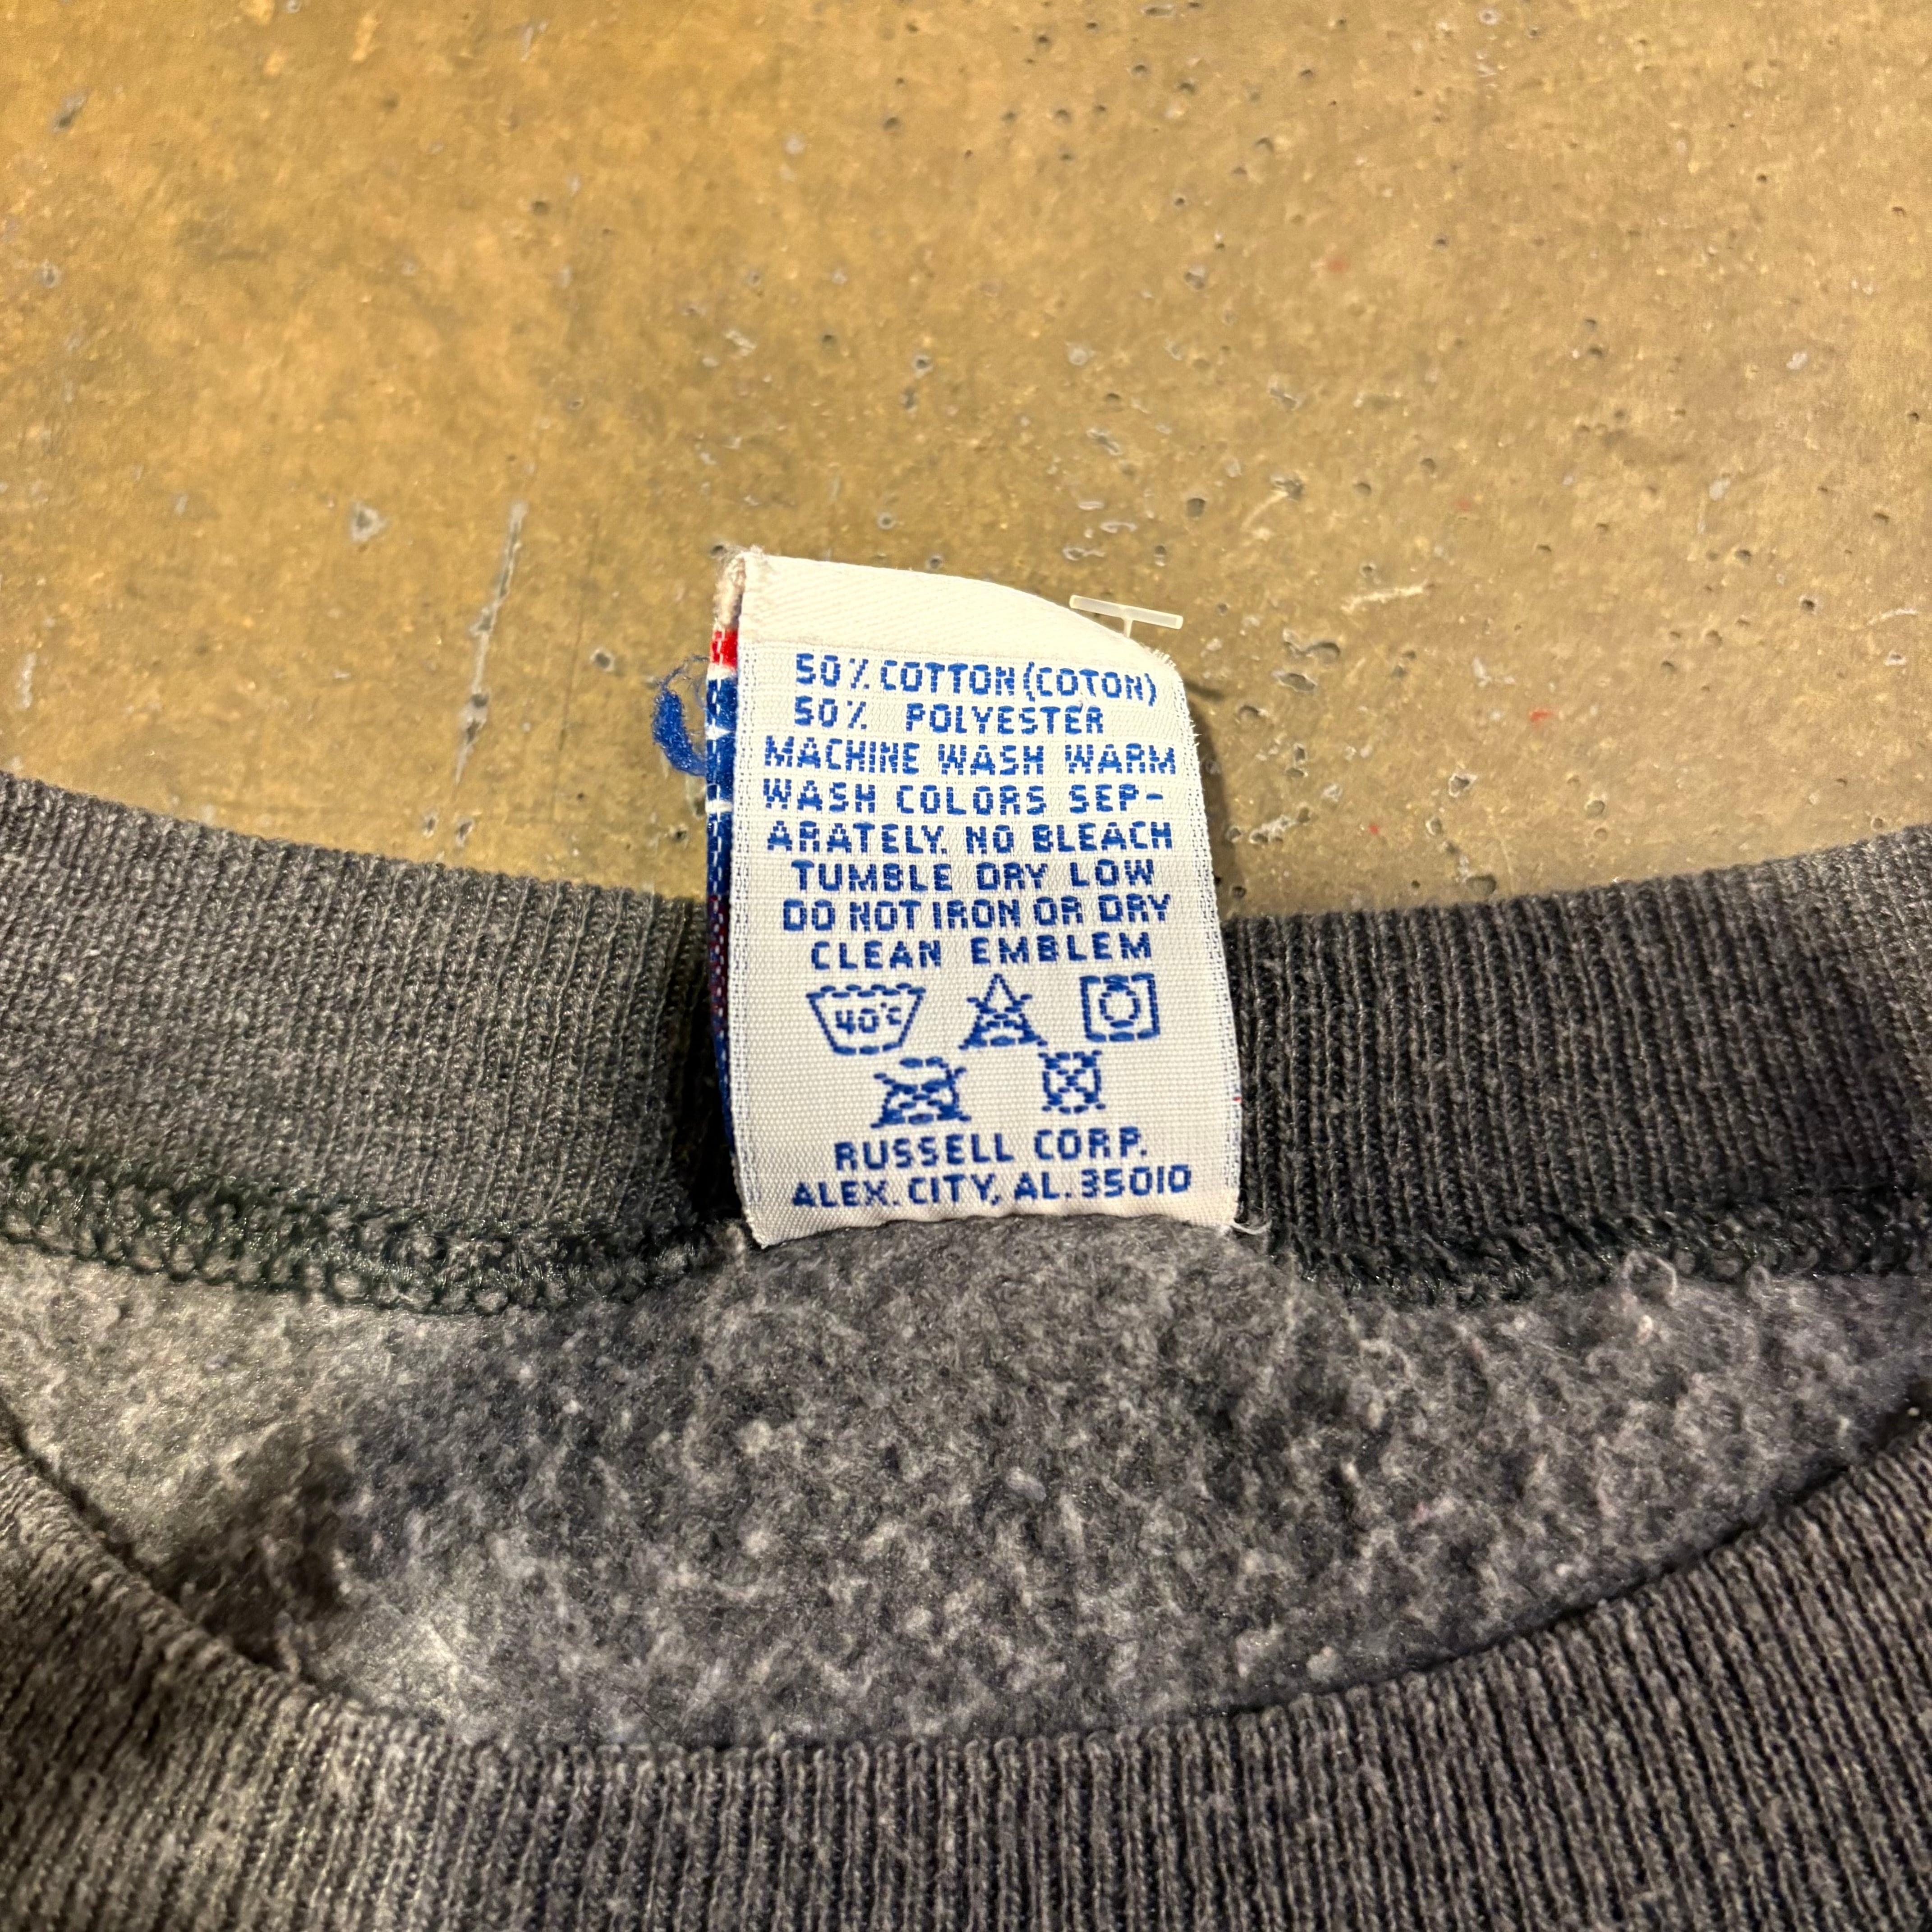 50% COTTON (COTON)
50% POLYESTER
MACHINE WASH WARM
WASH COLORS SEP-
ARATELY. NO BLEACH
TUMBLE DRY LOW
DO NOT IRON OR DRY
CLEAN EMBLEM
40°C
RUSSELL CORP.
ALEX. CITY, AL. 35010